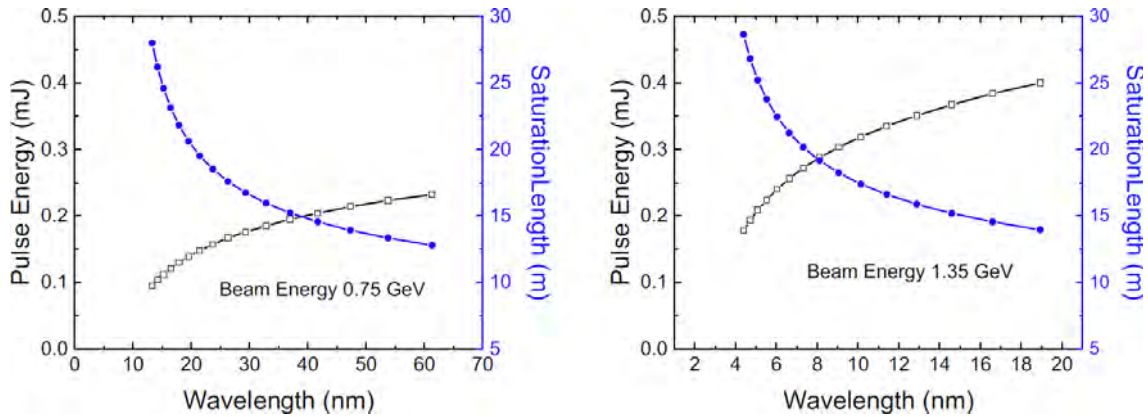 0.5
0.4
0.3
0.2
0.1
0.0
Pulse Energy (mJ)
30
25
20
15
10
5
SaturationLength (m)
Beam Energy 0.75 GeV
0 10 20 30 40 50 60 70
Wavelength (nm)
0.5
0.4
0.3
0.2
0.1
0.0
Pulse Energy (mJ)
30
25
20
15
10
5
SaturationLength (m)
Beam Energy 1.35 GeV
2 4 6 8 10 12 14 16 18 20
Wavelength (nm)